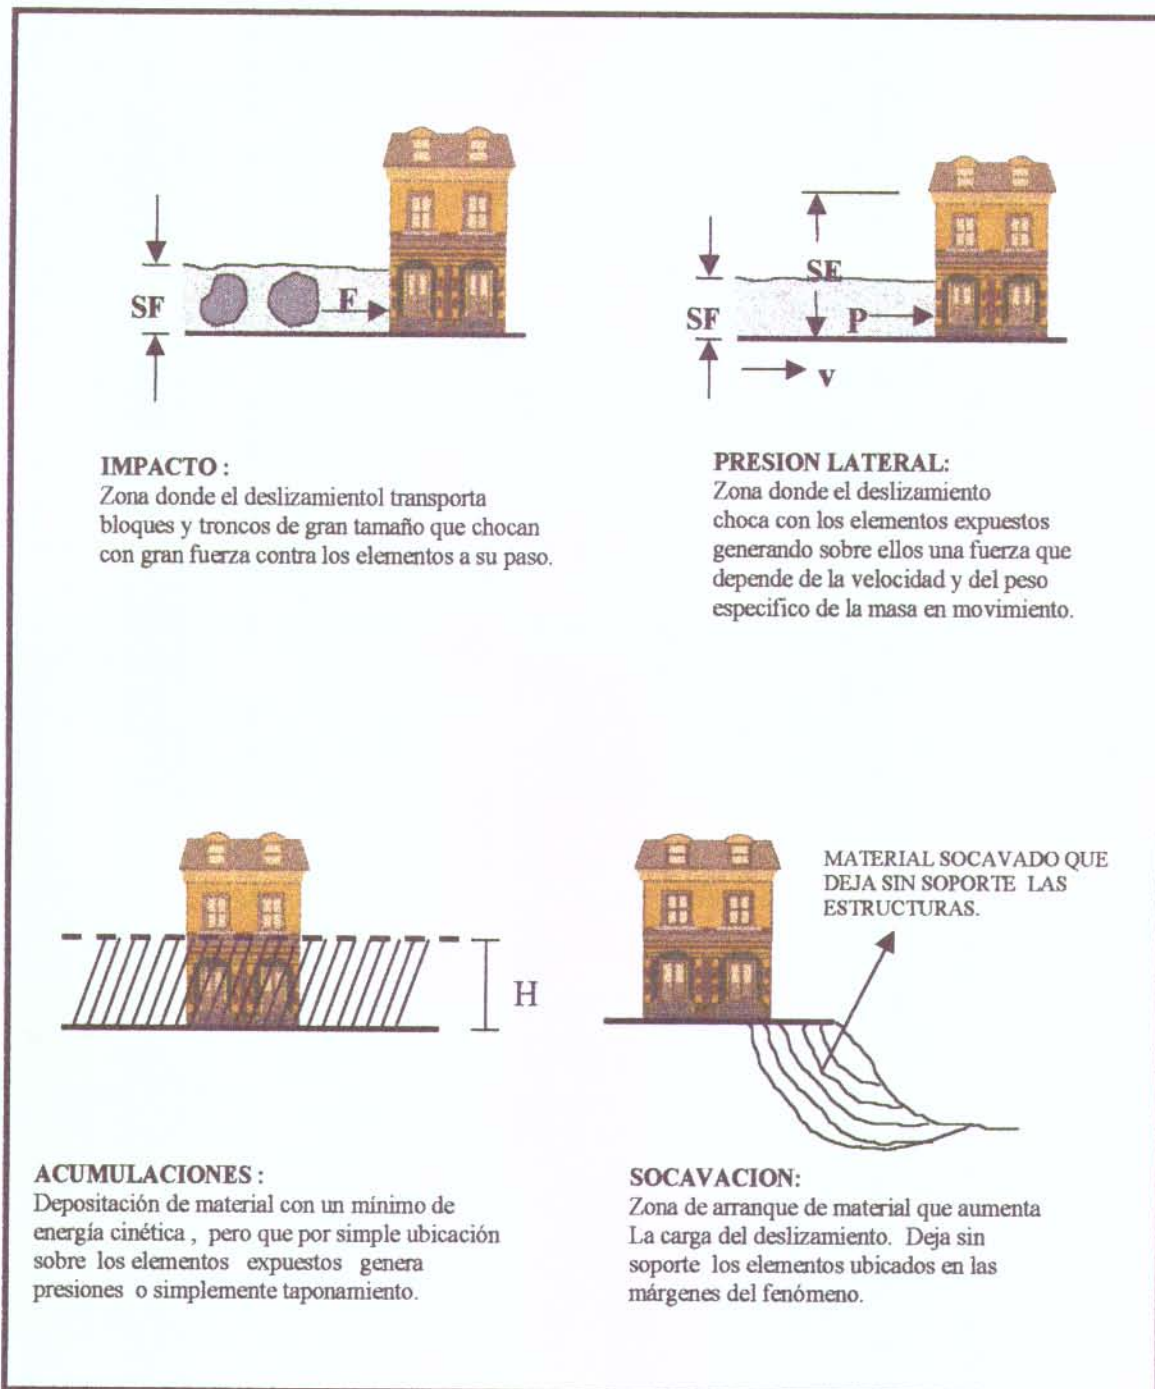 SF
F
IMPACTO :
Zona donde el deslizamientol transporta
bloques y troncos de gran tamaño que chocan
con gran fuerza contra los elementos a su paso.
SE
SF
P
v
PRESION LATERAL:
Zona donde el deslizamiento
choca con los elementos expuestos
generando sobre ellos una fuerza que
depende de la velocidad y del peso
especifico de la masa en movimiento.
H
ACUMULACIONES :
Depositación de material con un mínimo de
energía cinética , pero que por simple ubicación
sobre los elementos expuestos genera
presiones o simplemente taponamiento.
MATERIAL SOCAVADO QUE
DEJA SIN SOPORTE LAS
ESTRUCTURAS.
SOCAVACION:
Zona de arranque de material que aumenta
La carga del deslizamiento. Deja sin
soporte los elementos ubicados en las
márgenes del fenómeno.